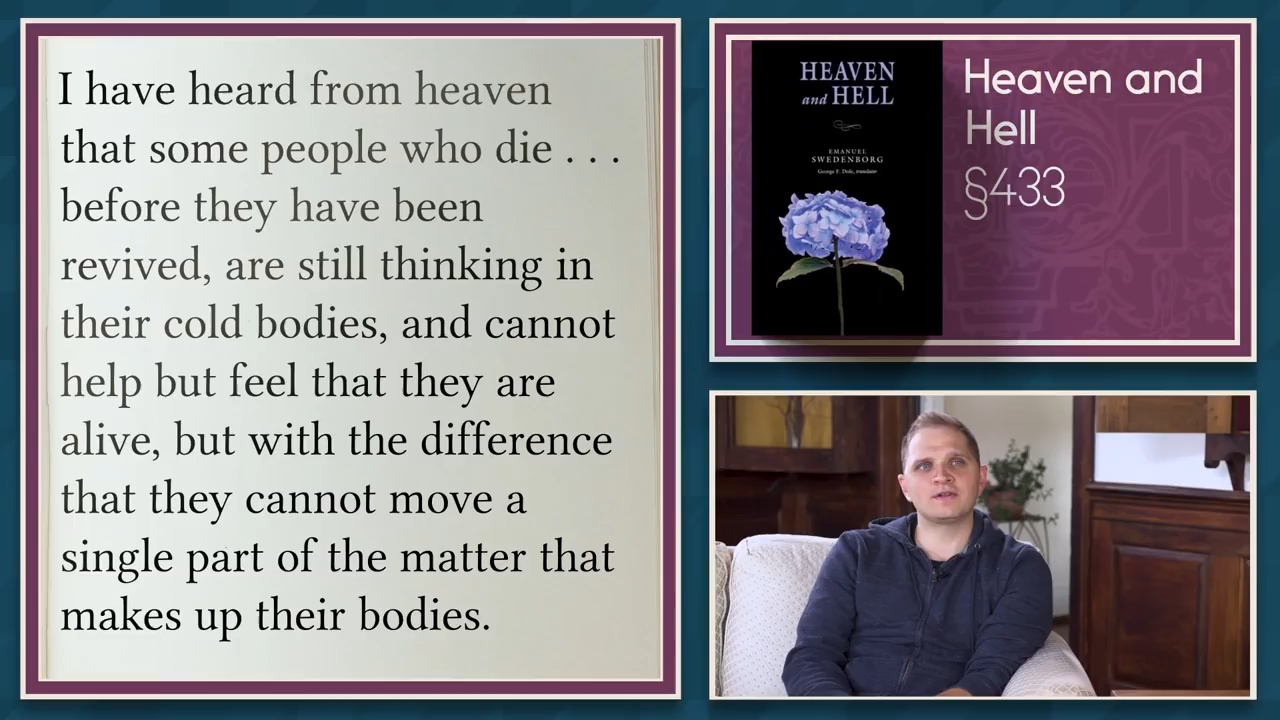 I have heard from heaven
that some people who die . . .
before they have been
revived, are still thinking in
their cold bodies, and cannot
help but feel that they are
alive, but with the difference
that they cannot move a
single part of the matter that
makes up their bodies.
HEAVEN
and HELL
EMANUEL
SWEDENBORG
George F. Dole, translator
Heaven and
Hell
§433